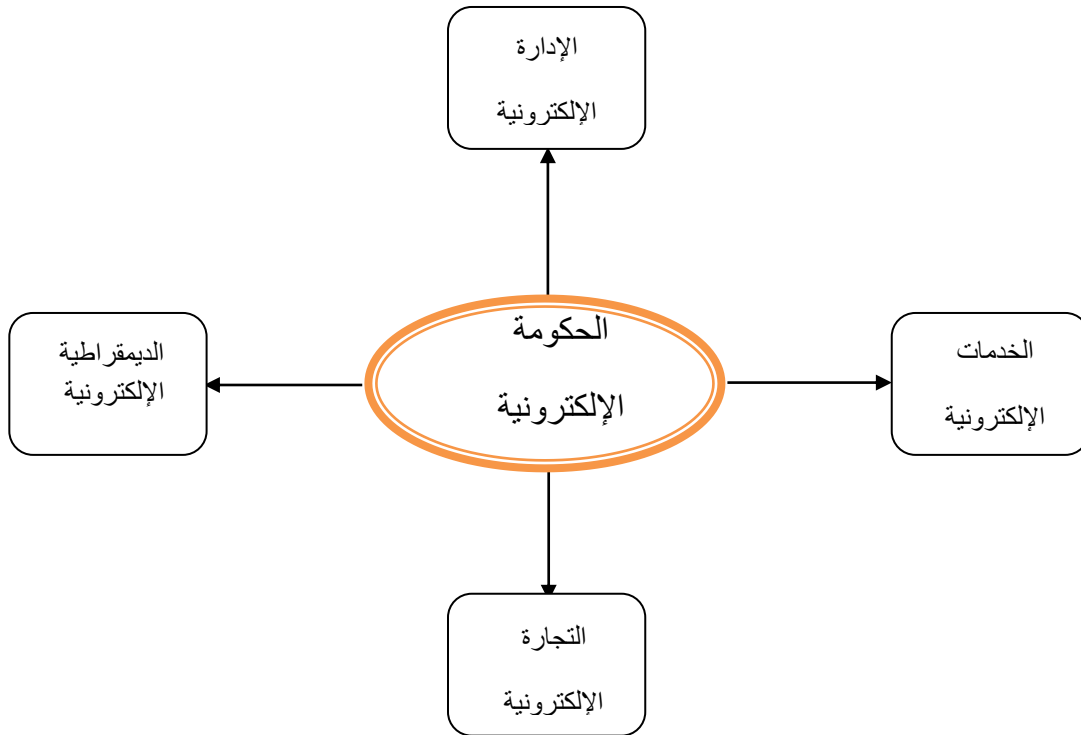 الإدارة
الإلكترونية
الحكومة
الإلكترونية
الخدمات
الإلكترونية
الديمقراطية
الإلكترونية
التجارة
الإلكترونية